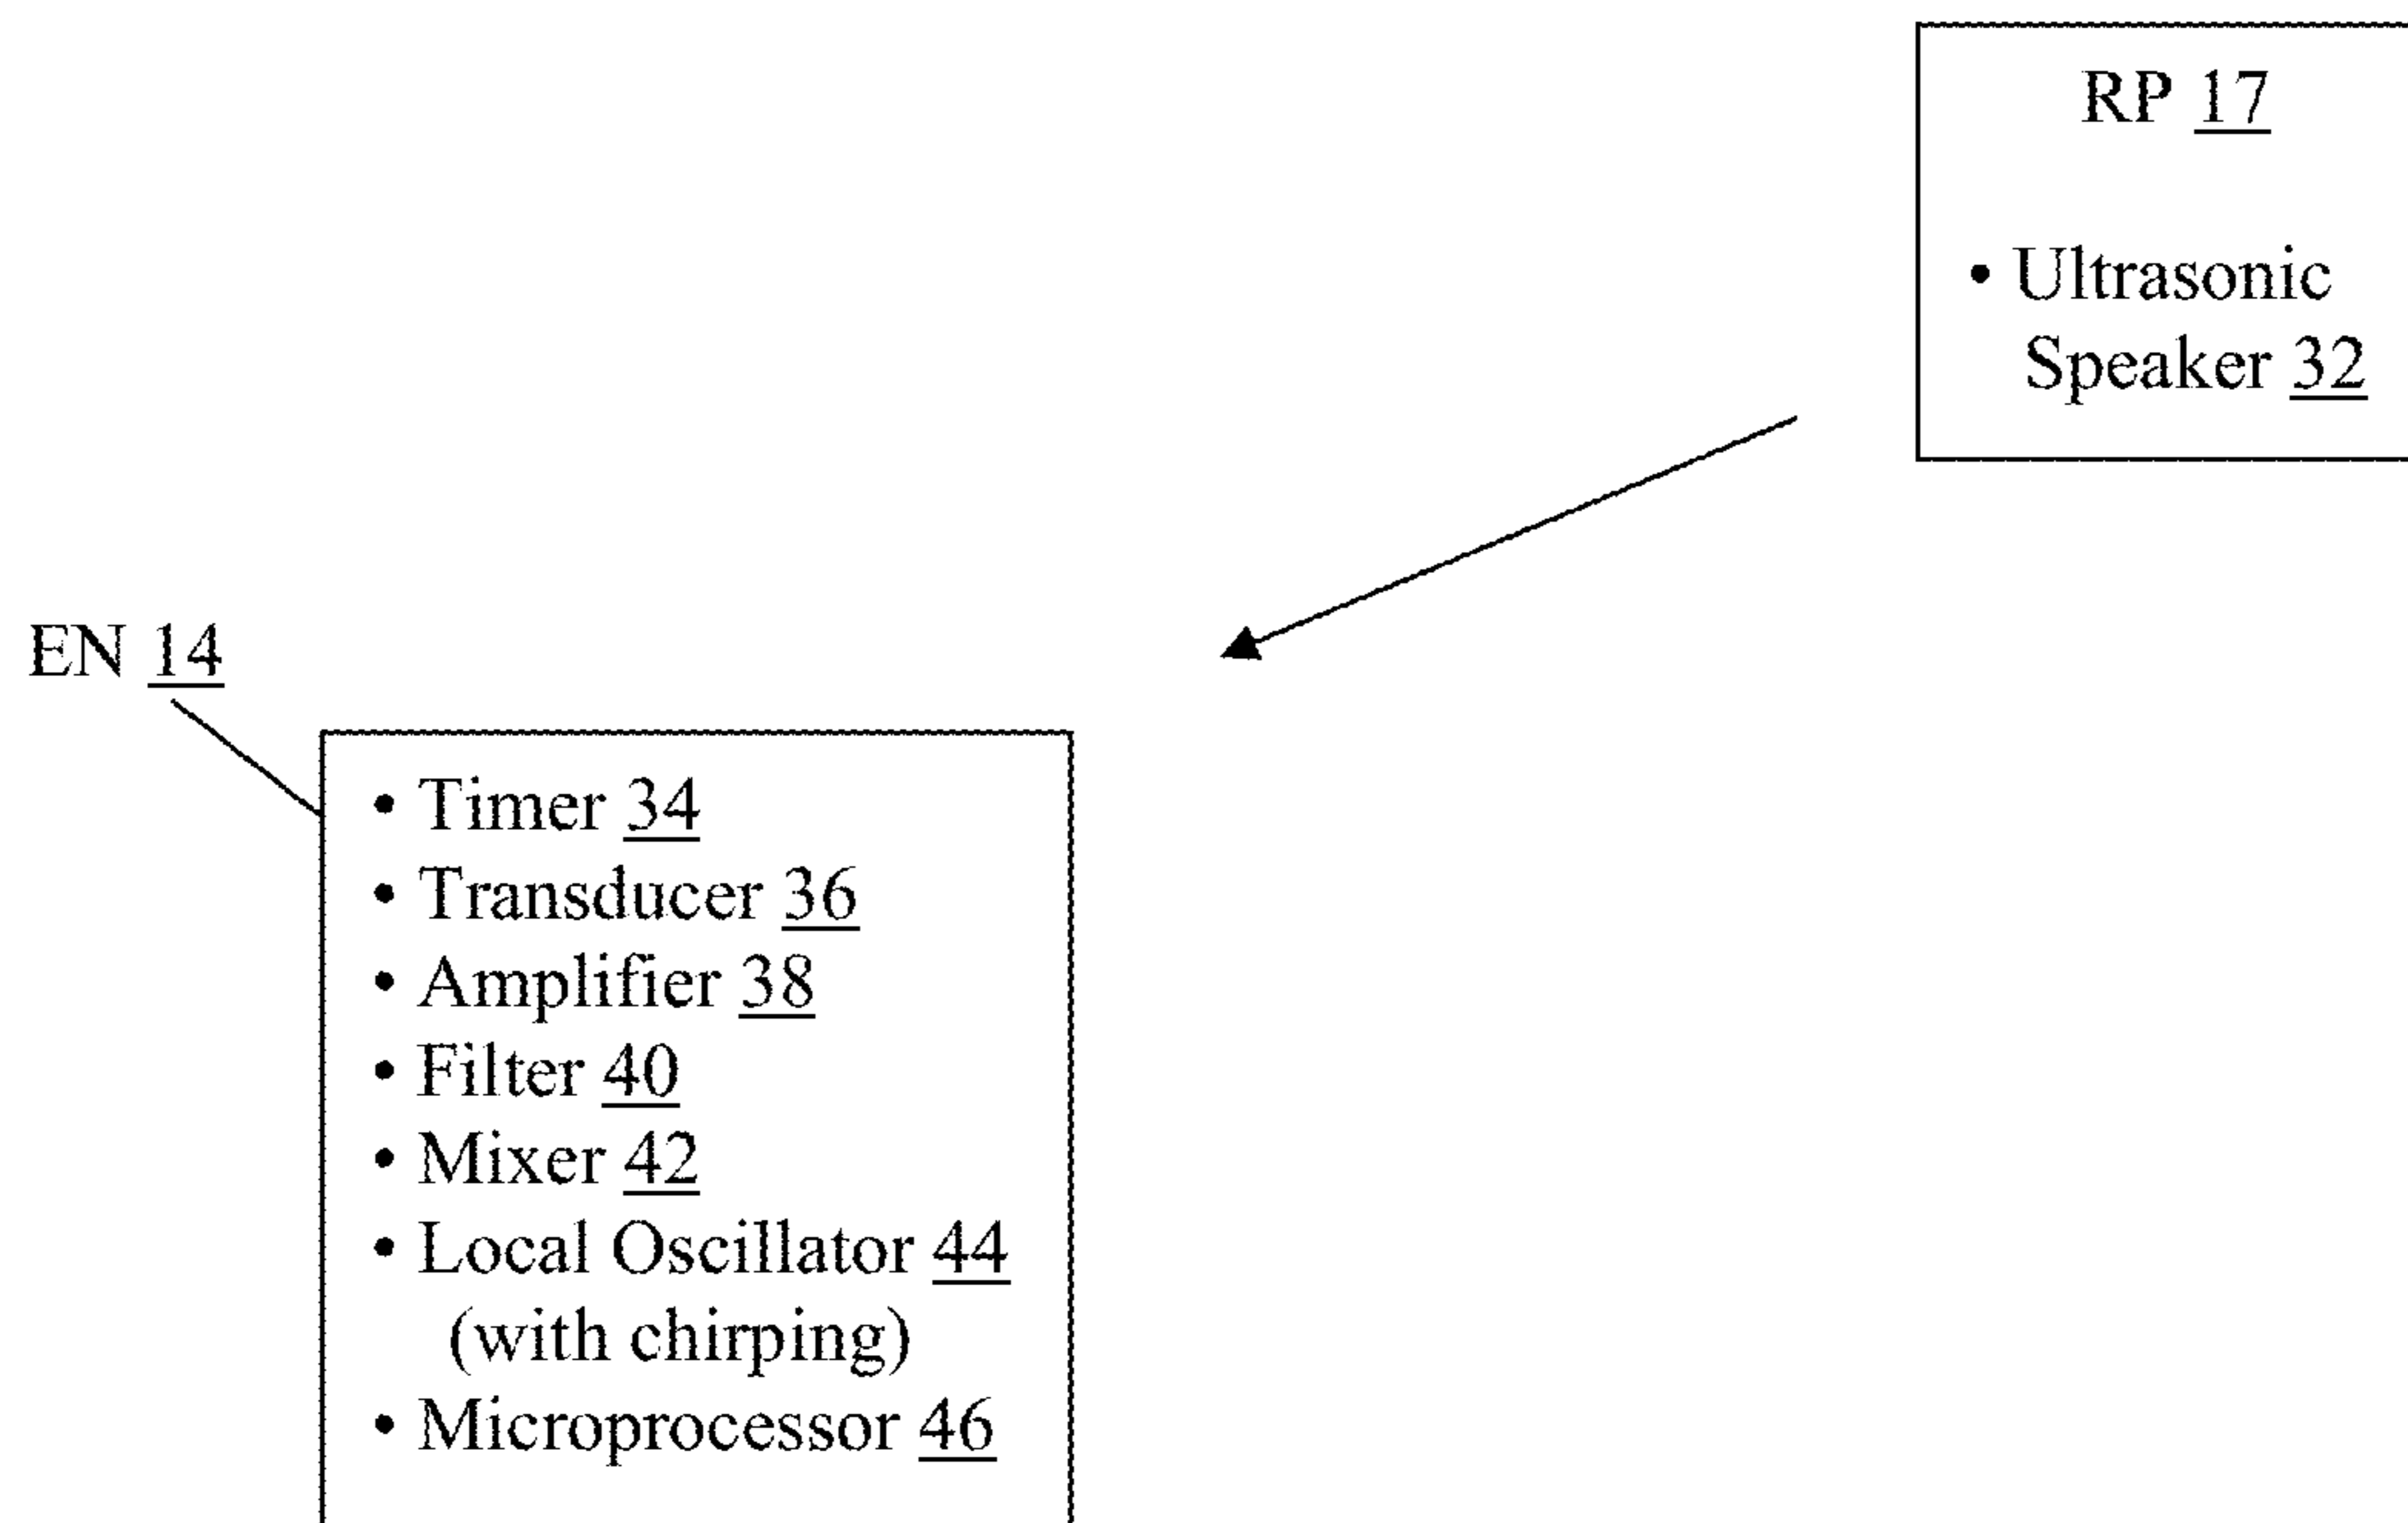 RP 17
• Ultrasonic
Speaker 32
EN 14
• Timer 34
• Transducer 36
• Amplifier 38
• Filter 40
• Mixer 42
• Local Oscillator 44
(with chirping)
• Microprocessor 46